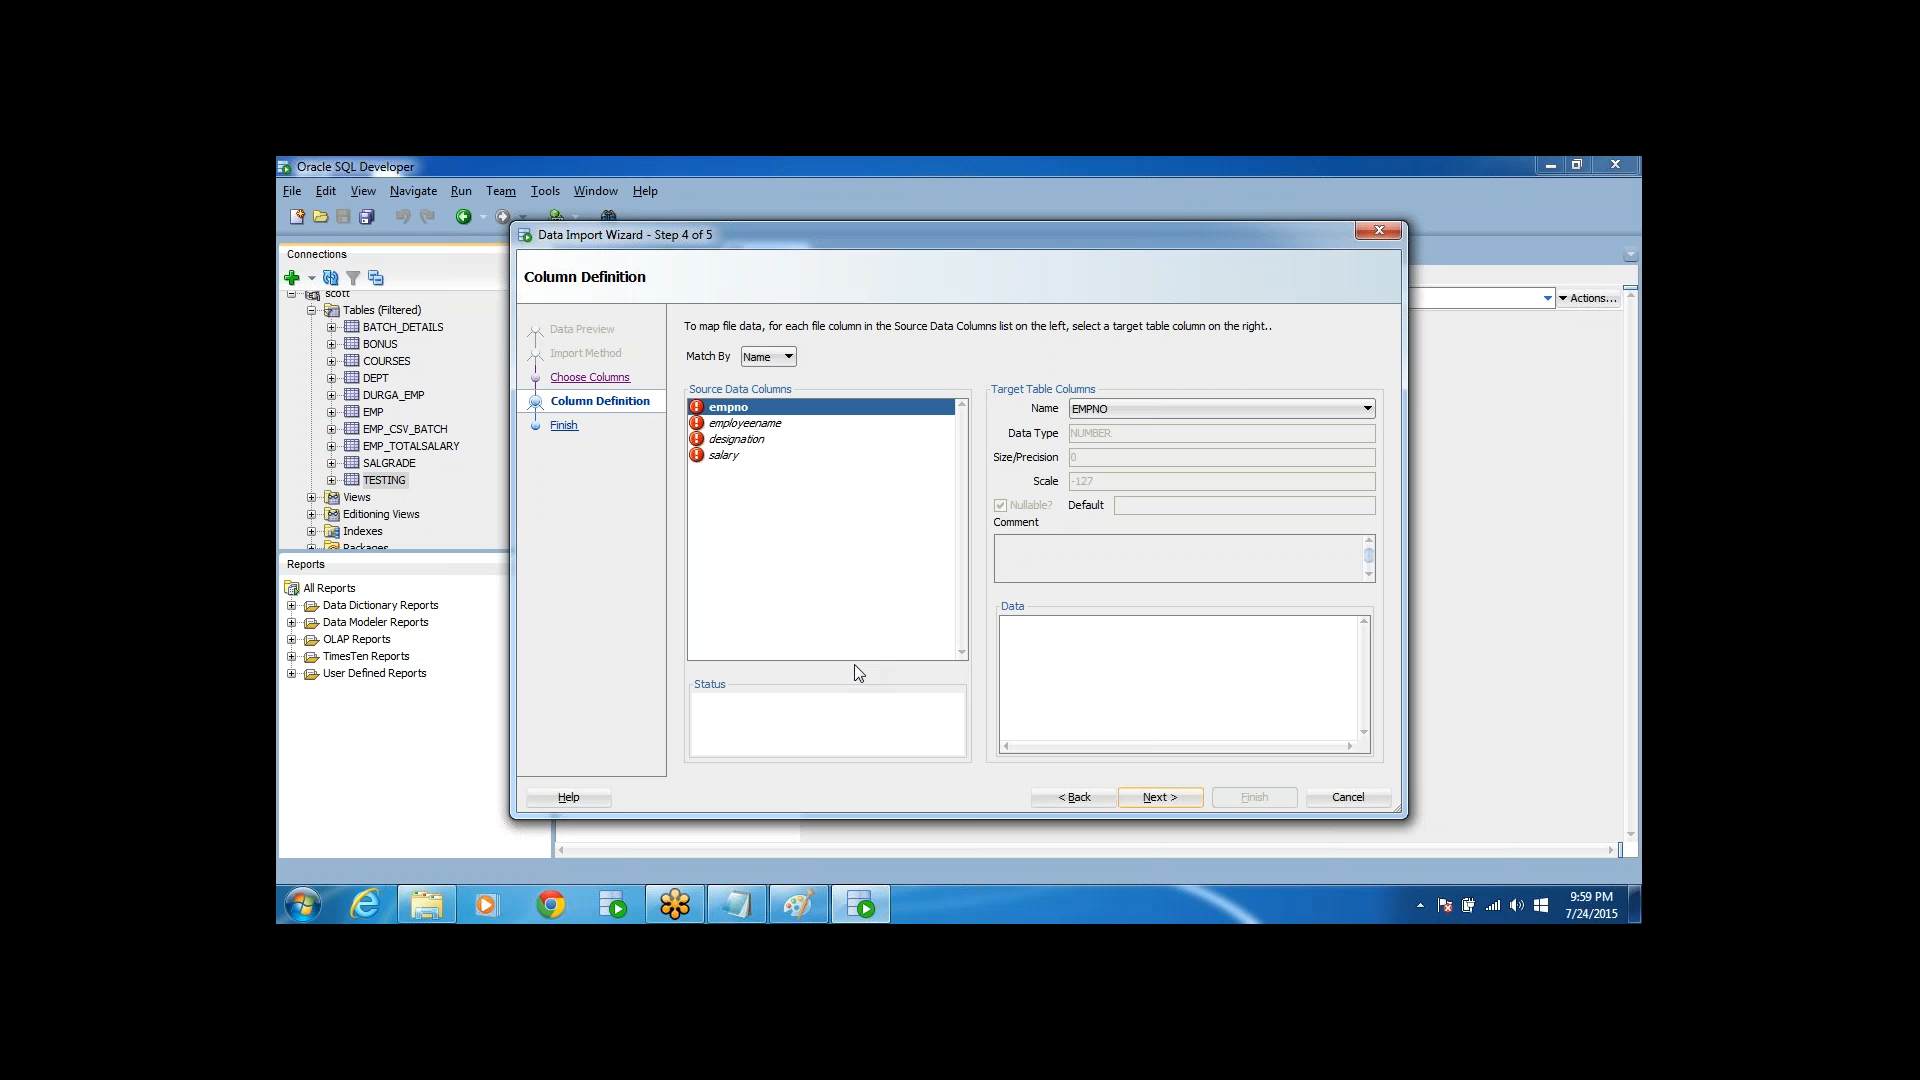 Oracle SQL Developer
File Edit View Navigate Run Team Tools Window Help
Connections
scott
Tables (Filtered)
BATCH_DETAILS
BONUS
COURSES
DEPT
DURGA_EMP
EMP
EMP_CSV_BATCH
EMP_TOTALSALARY
SALGRADE
TESTING
Views
Editioning Views
Indexes
Packages
Reports
All Reports
Data Dictionary Reports
Data Modeler Reports
OLAP Reports
TimesTen Reports
User Defined Reports
Actions...
Data Import Wizard - Step 4 of 5
Column Definition
Data Preview
Import Method
Choose Columns
Column Definition
Finish
To map file data, for each file column in the Source Data Columns list on the left, select a target table column on the right..
Match By Name
Source Data Columns
empno
employeename
designation
salary
Status
Target Table Columns
Name EMPNO
Data Type NUMBER
Size/Precision 0
Scale -127
Nullable? Default
Comment
Data
Help < Back Next > Finish Cancel
9:59 PM
7/24/2015